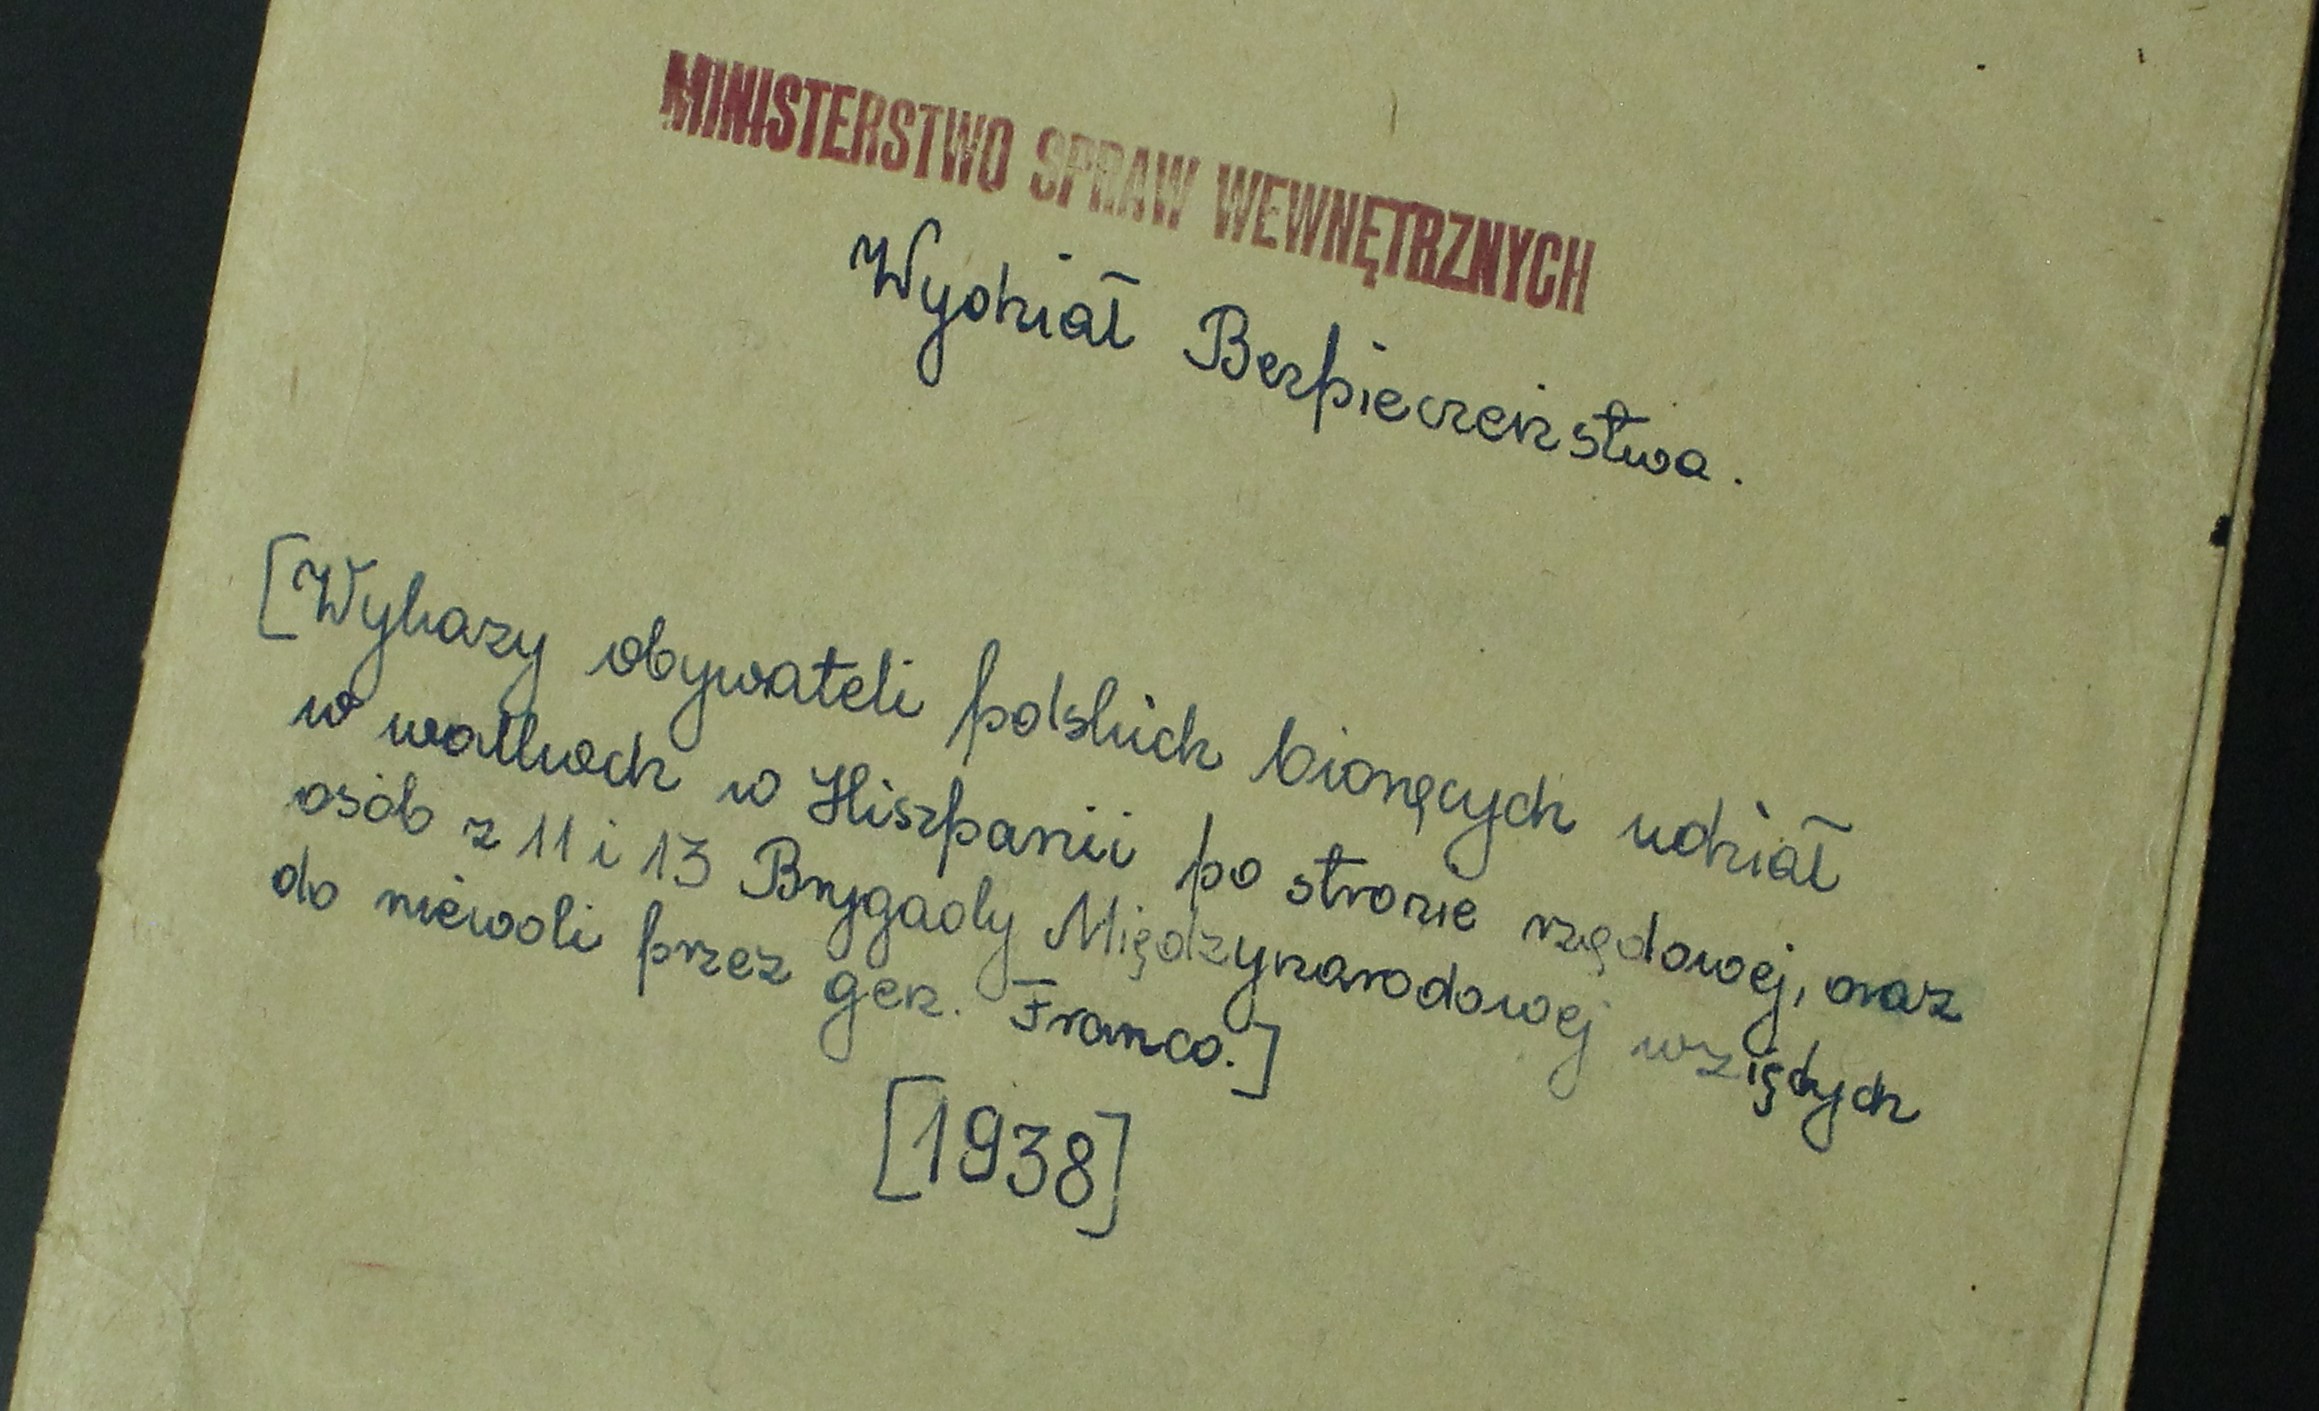 MINISTERSTWO SPRAW WEWNĘTRZNYCH
Wydział Bezpieczeństwa.
[Wykazy obywateli polskich biorących udział
w walkach w Hiszpanii po stronie rządowej, oraz
osób z 11 i 13 Brygady Międzynarodowej wziętych
do niewoli przez gen. Franco.]
[1938]